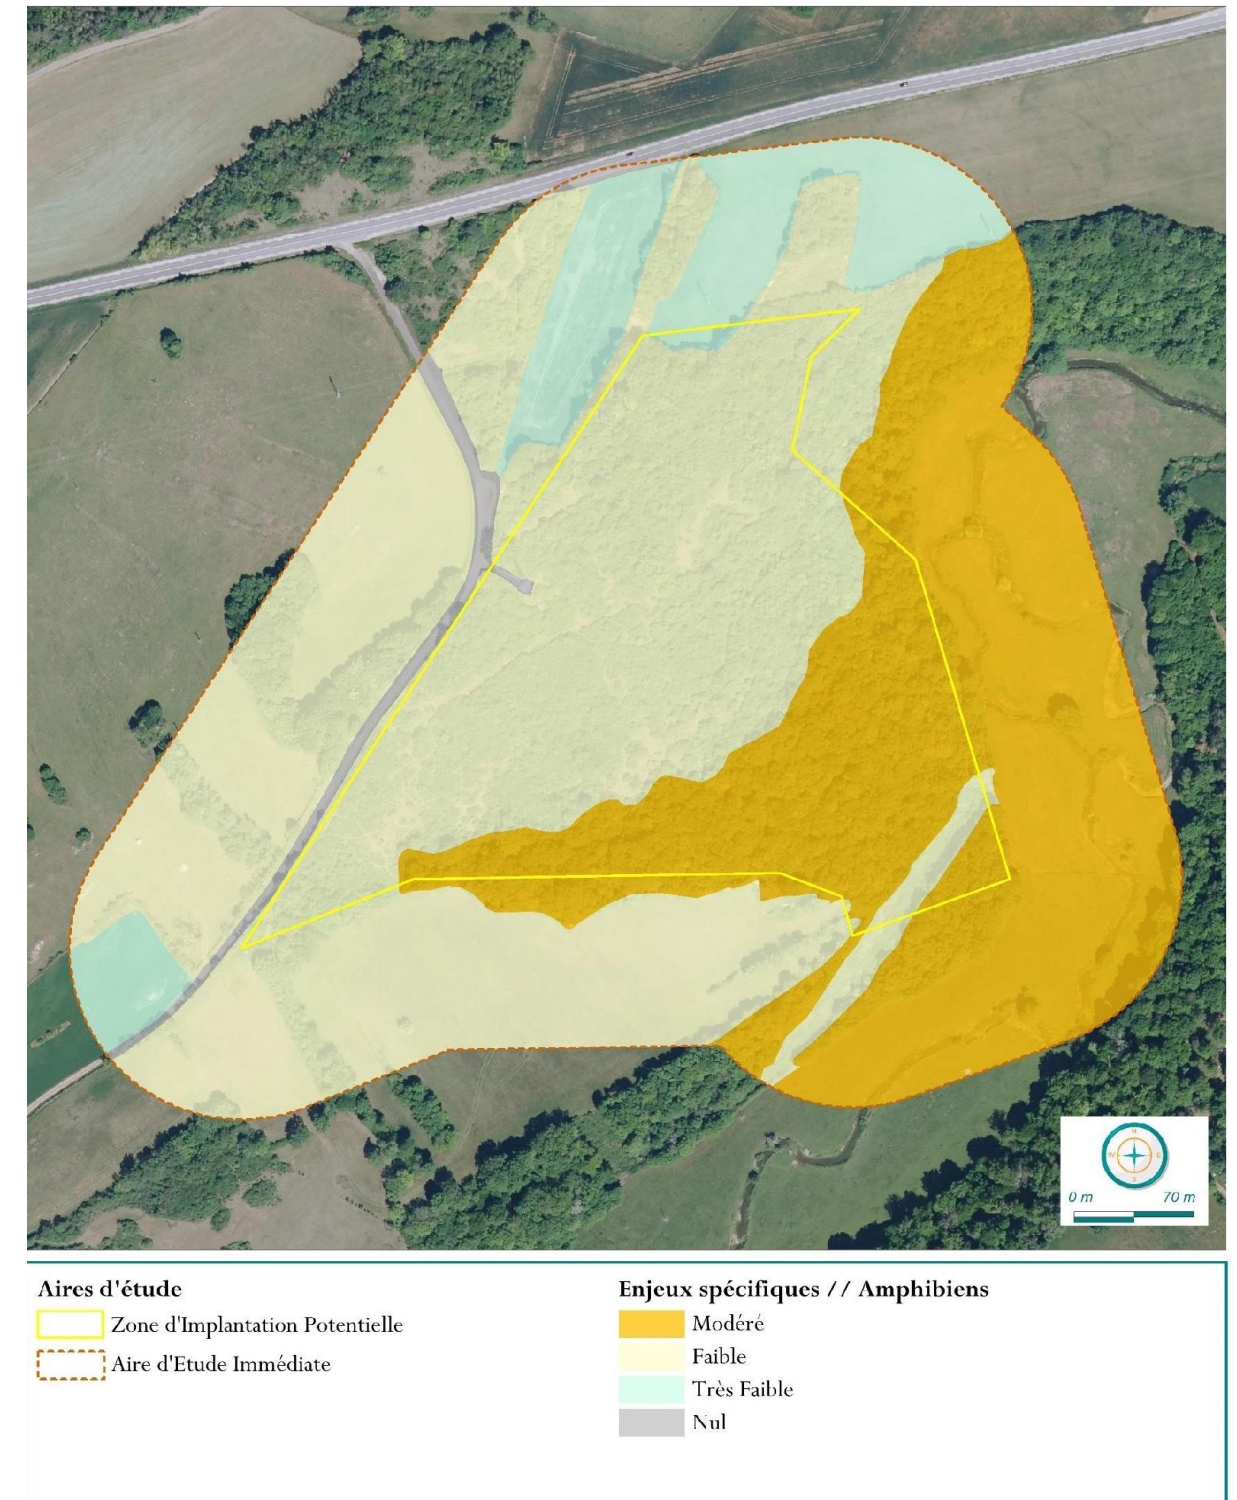 N
W E
S
0 m 70 m
Aires d'étude
Zone d'Implantation Potentielle
Aire d'Etude Immédiate
Enjeux spécifiques // Amphibiens
Modéré
Faible
Très Faible
Nul